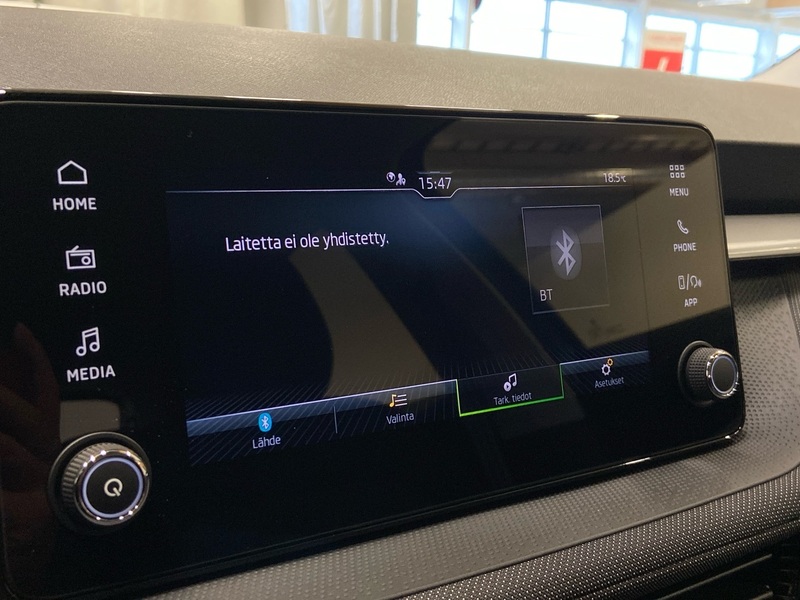 15:47
18.5°C
HOME
RADIO
MEDIA
Laitetta ei ole yhdistetty.
BT
MENU
PHONE
APP
Lähde
Valinta
Tark. tiedot
Asetukset